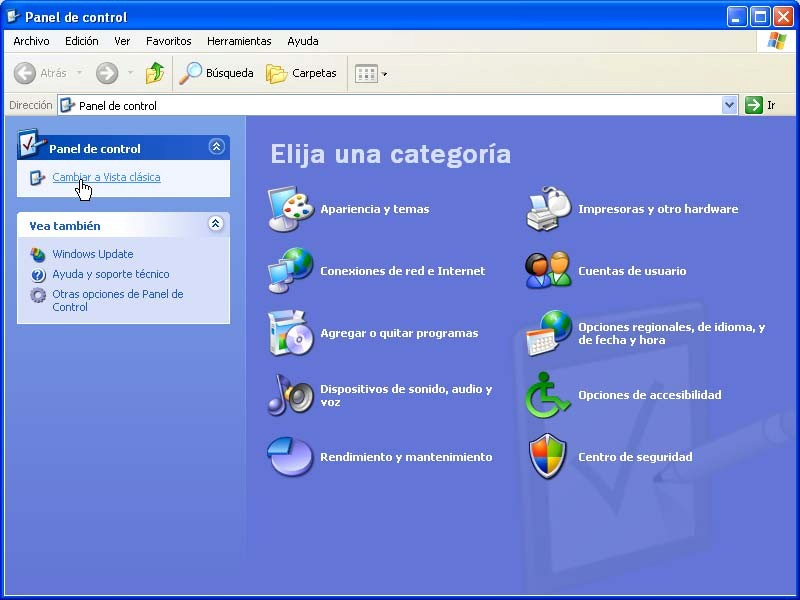 Panel de control
Archivo Edición Ver Favoritos Herramientas Ayuda
Atrás Búsqueda Carpetas
Dirección Panel de control Ir
Panel de control
Cambiar a Vista clásica
Vea también
Windows Update
Ayuda y soporte técnico
Otras opciones de Panel de
Control
Elija una categoría
Apariencia y temas
Impresoras y otro hardware
Conexiones de red e Internet
Cuentas de usuario
Agregar o quitar programas
Opciones regionales, de idioma, y
de fecha y hora
Dispositivos de sonido, audio y
voz
Opciones de accesibilidad
Rendimiento y mantenimiento
Centro de seguridad